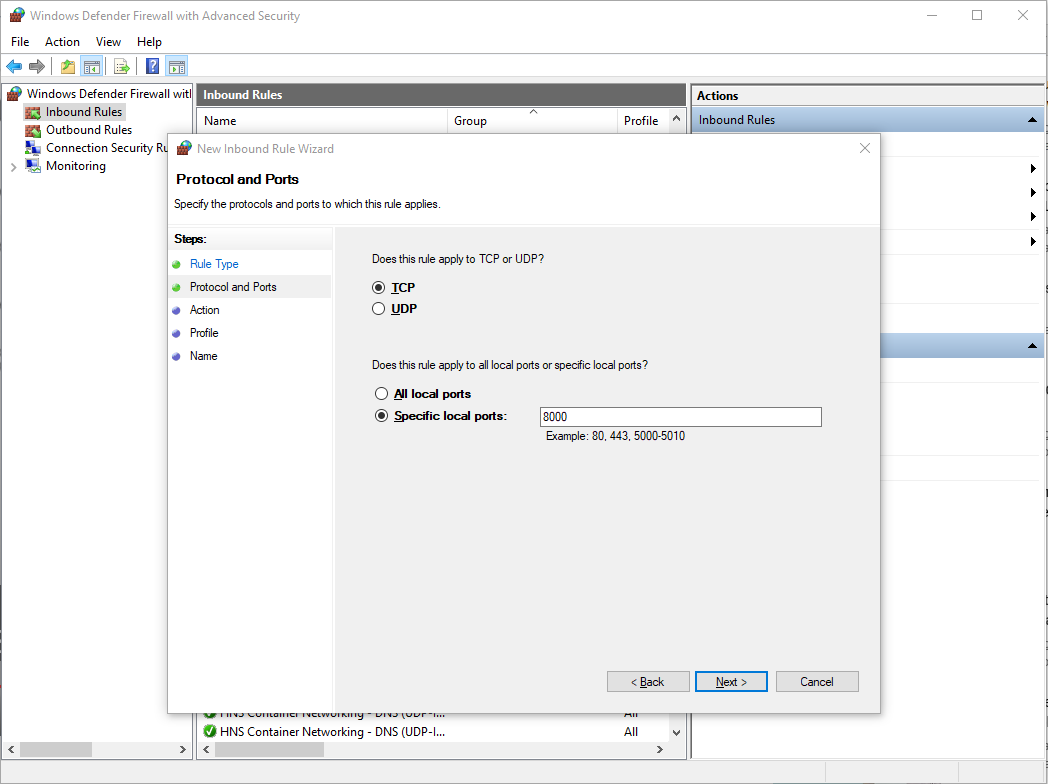 Windows Defender Firewall with Advanced Security
File Action View Help
Windows Defender Firewall with
Inbound Rules
Outbound Rules
Connection Security Ru
Monitoring
Inbound Rules
Name Group Profile
Actions
Inbound Rules
New Inbound Rule Wizard
Protocol and Ports
Specify the protocols and ports to which this rule applies.
Steps:
Rule Type
Protocol and Ports
Action
Profile
Name
Does this rule apply to TCP or UDP?
TCP
UDP
Does this rule apply to all local ports or specific local ports?
All local ports
Specific local ports: 8000
Example: 80, 443, 5000-5010
< Back Next > Cancel
HNS Container Networking - DNS (UDP-I... All
HNS Container Networking - DNS (UDP-I... All